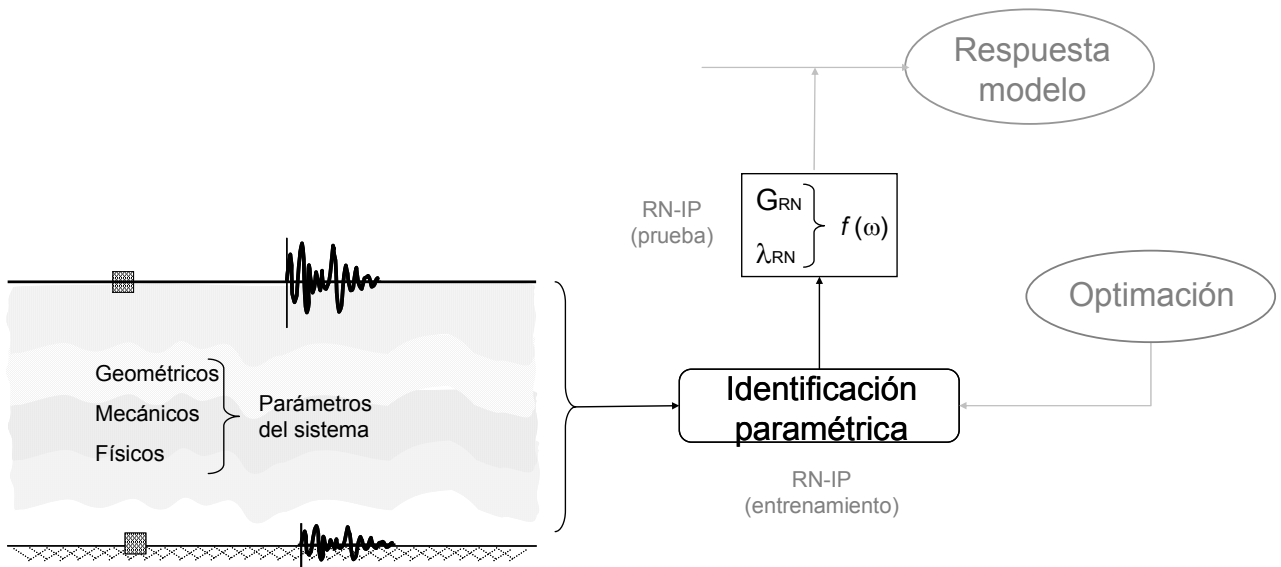 Respuesta
modelo
RN-IP
(prueba)
GRN
λRN
f (ω)
Optimación
Geométricos
Mecánicos
Físicos
Parámetros
del sistema
Identificación
paramétrica
RN-IP
(entrenamiento)